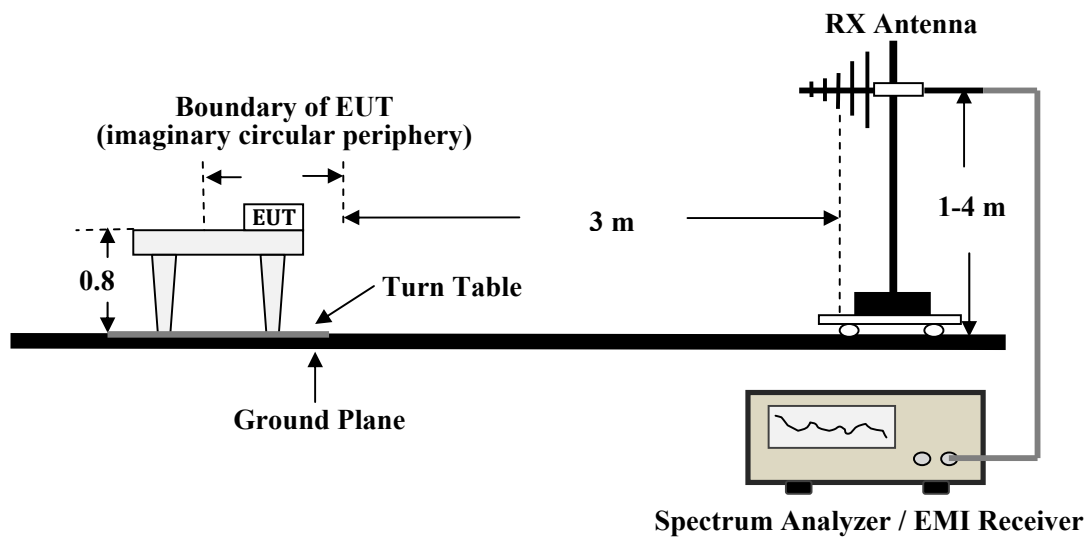 RX Antenna
Boundary of EUT
(imaginary circular periphery)
EUT
3 m
1-4 m
0.8
Turn Table
Ground Plane
Spectrum Analyzer / EMI Receiver